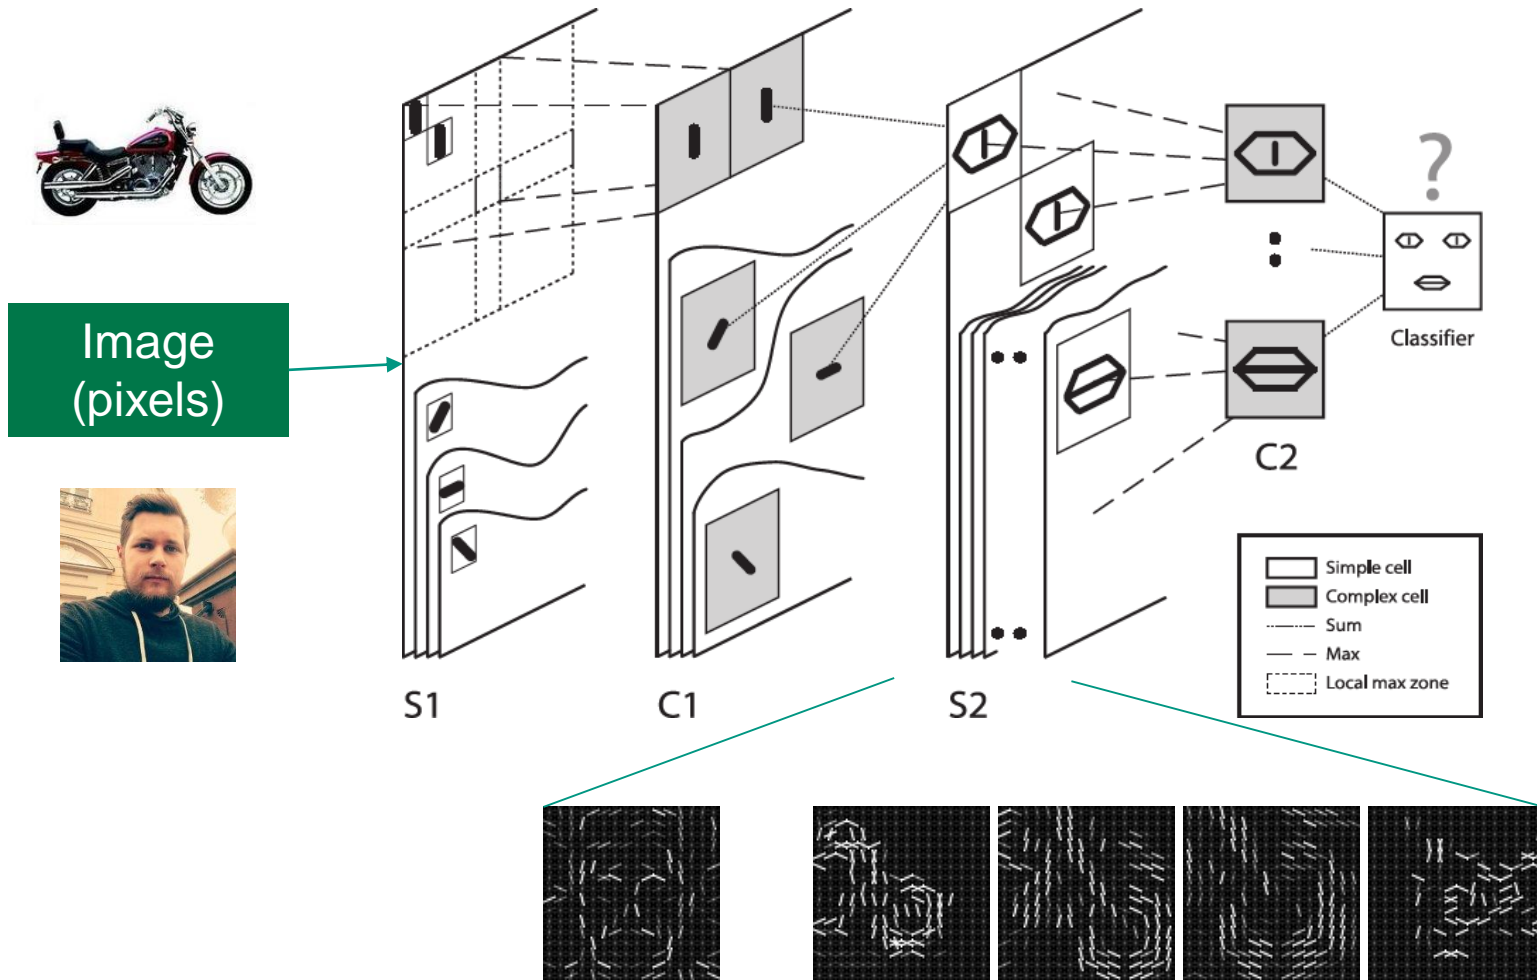 ?
Image
(pixels)
Classifier
C2
Simple cell
Complex cell
Sum
Max
Local max zone
S1
C1
S2